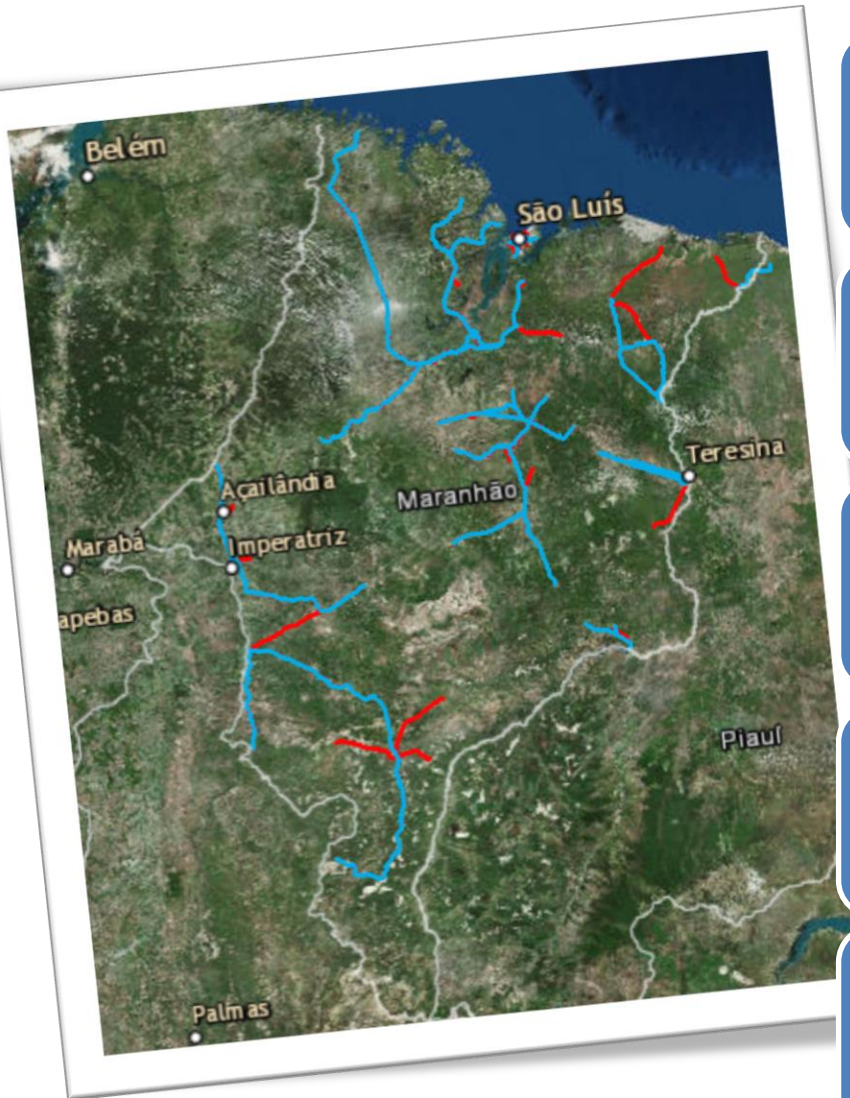 Belém
São Luís
Teresina
Açailândia
Maranhão
Marabá
Imperatriz
apebas
Piauí
Palmas